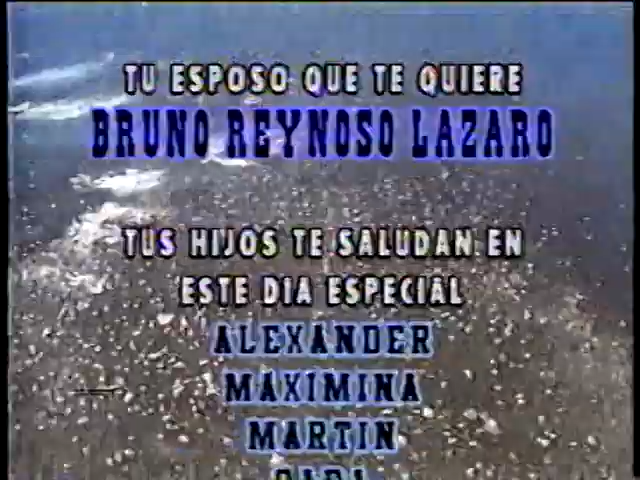 TU ESPOSO QUE TE QUIERE
BRUNO REYNOSO LAZARO
TUS HIJOS TE SALUDAN EN
ESTE DIA ESPECIAL
ALEXANDER
MAXIMINA
MARTIN